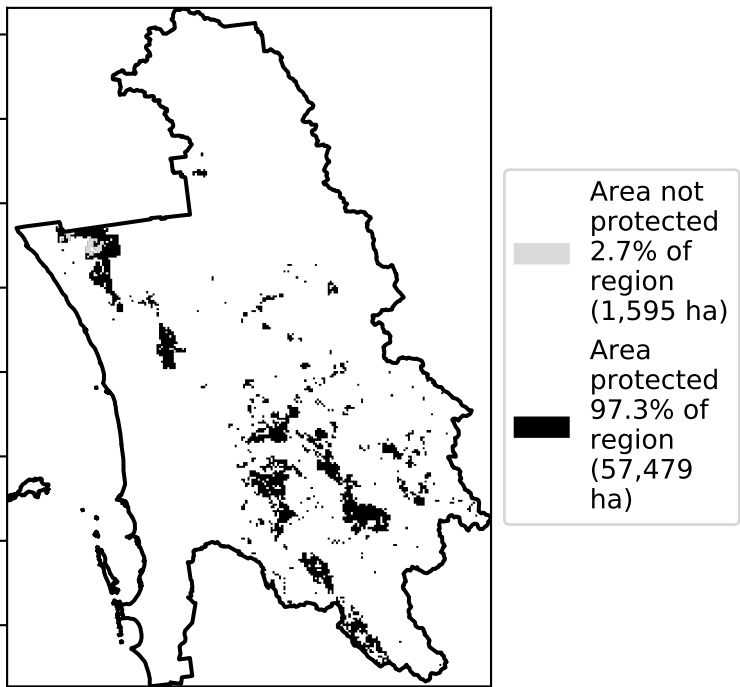 Area not
protected
2.7% of
region
(1,595 ha)
Area
protected
97.3% of
region
(57,479
ha)